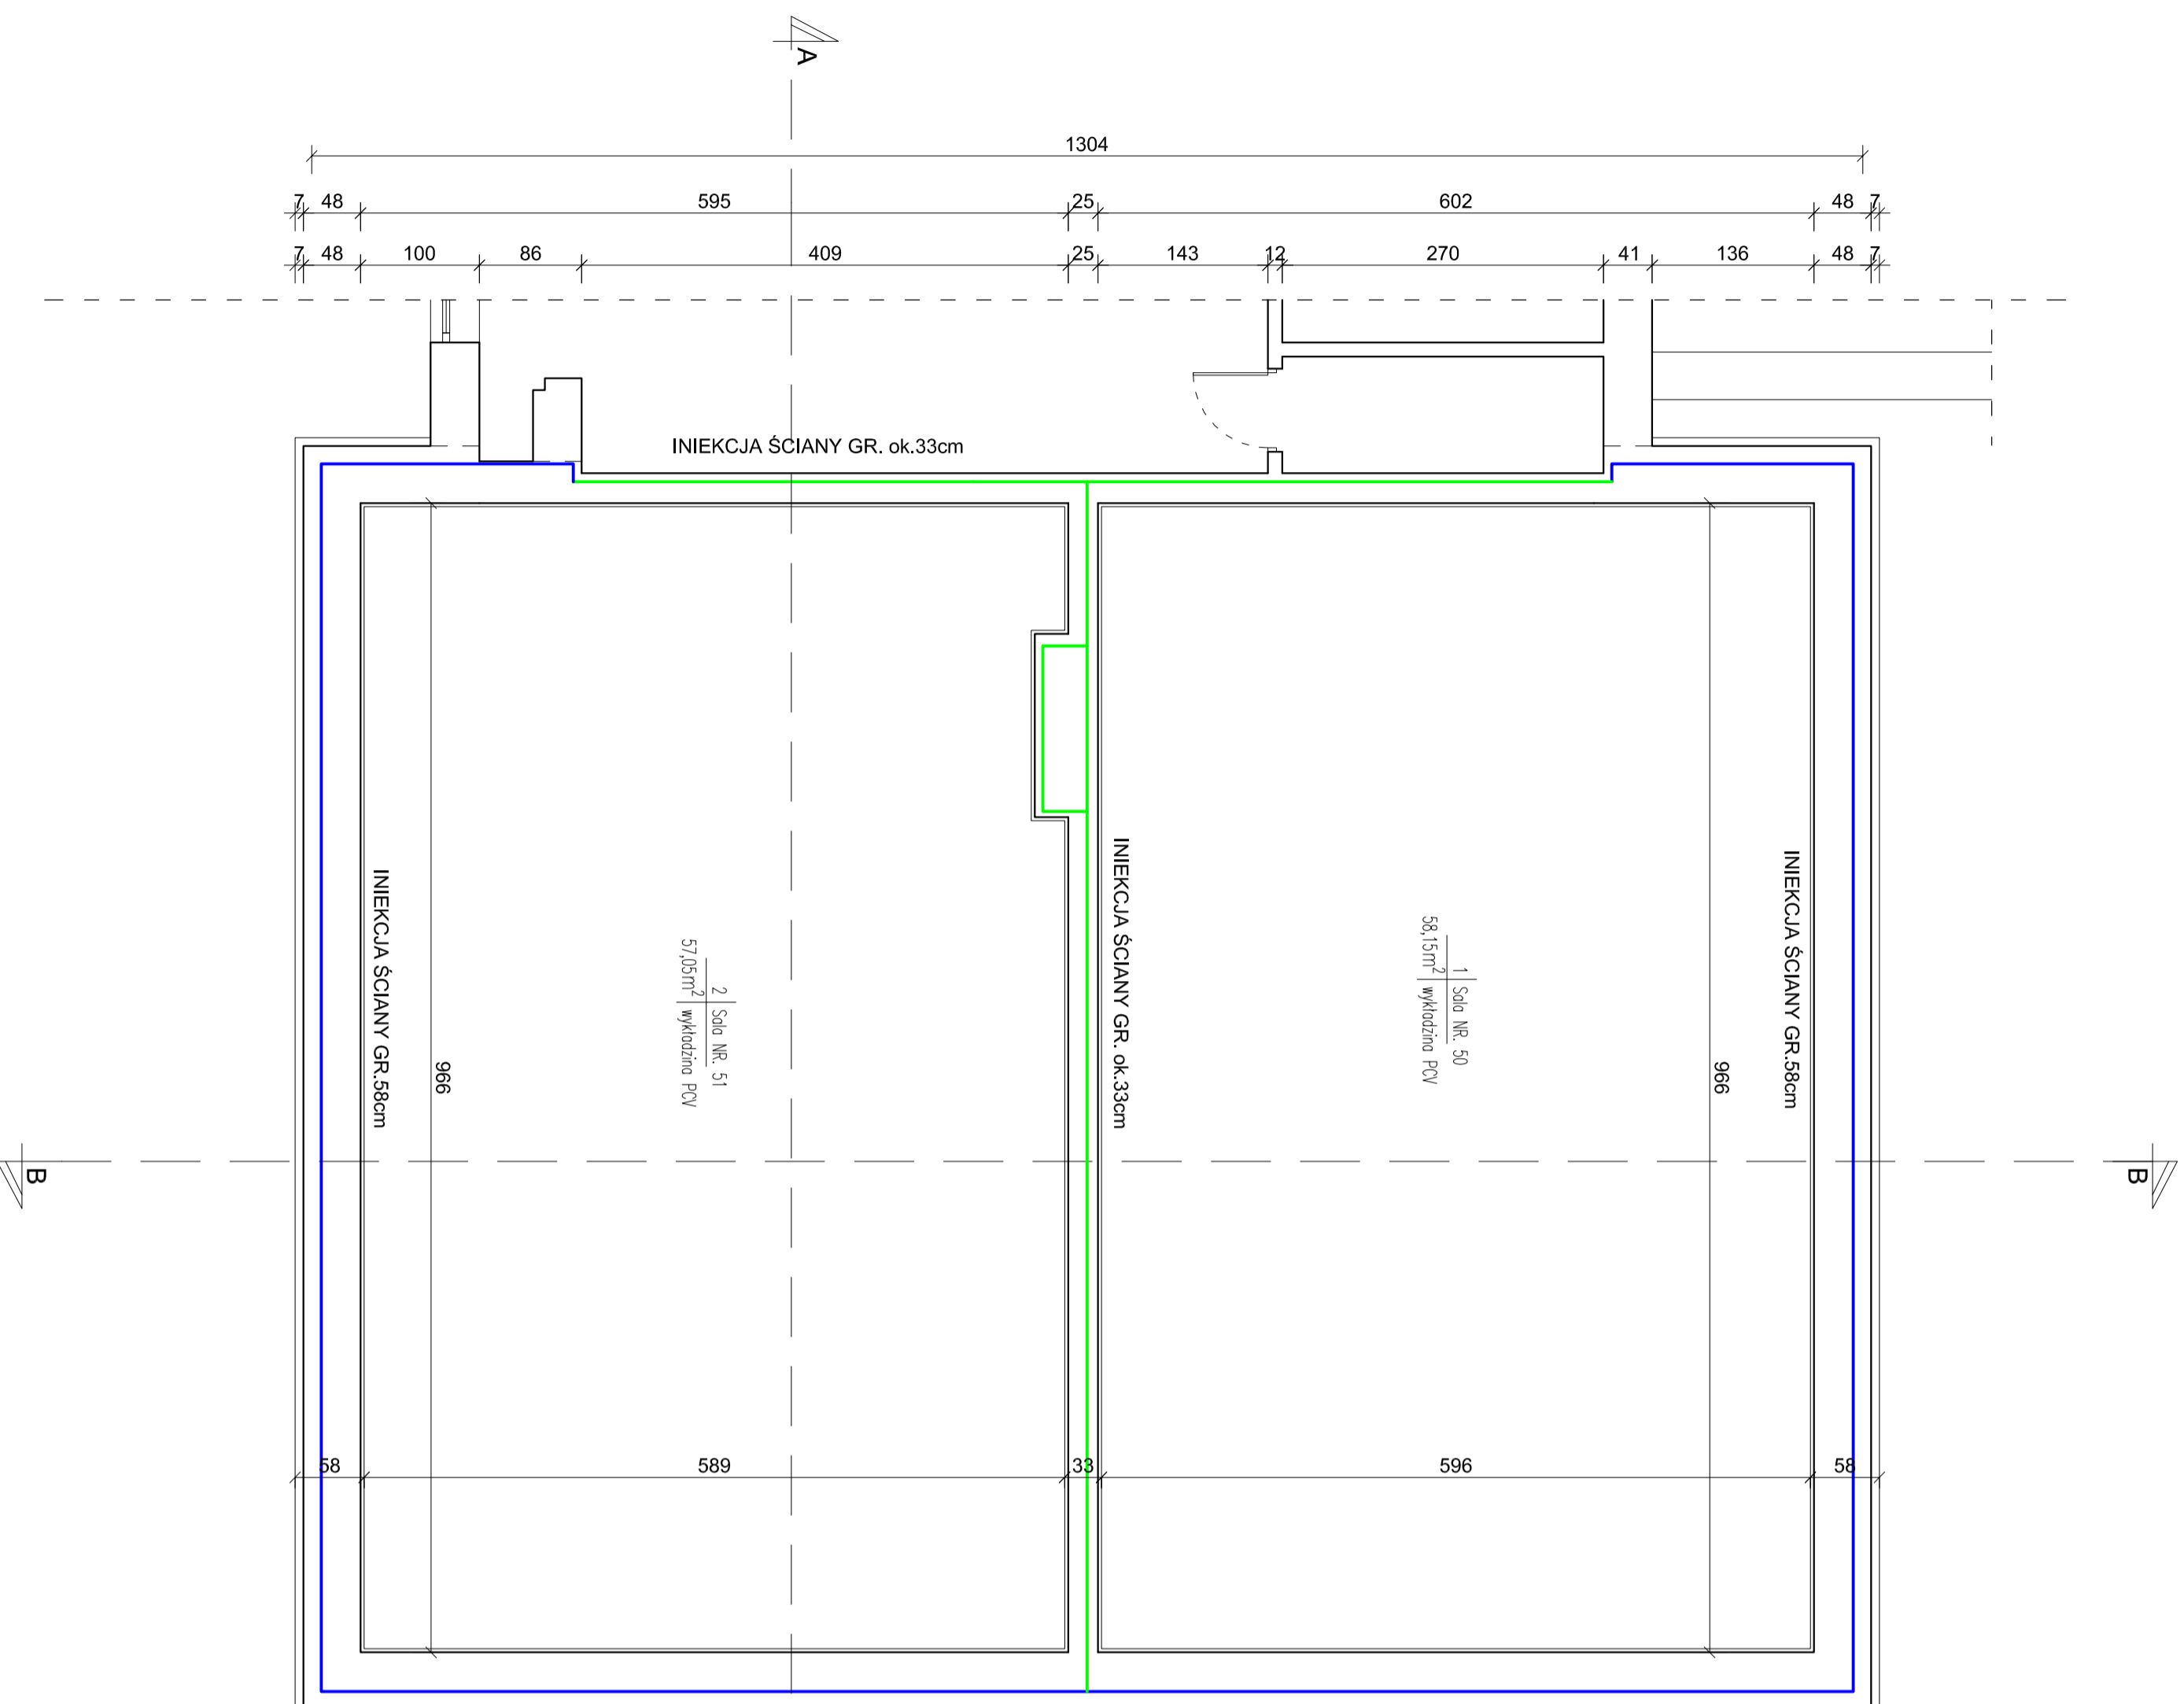 A
1304
7 48 595 25 602 48 7
7 48 100 86 409 25 143 12 270 41 136 48 7
INIEKCJA ŚCIANY GR. ok.33cm
INIEKCJA ŚCIANY GR.58cm
966
2 Sala NR. 51
57,05m² wykładzina PCV
INIEKCJA ŚCIANY GR. ok.33cm
1 Sala NR. 50
58,15m² wykładzina PCV
966
INIEKCJA ŚCIANY GR.58cm
B
B
58 589 33 596 58